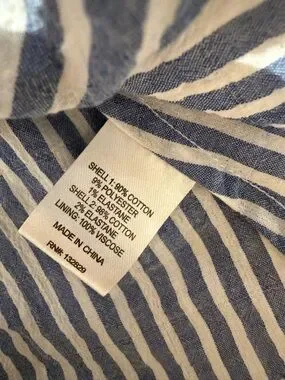 SHELL 1: 90% COTTON
9% POLYESTER
1% ELASTANE
SHELL 2: 98% COTTON
2% ELASTANE
LINING: 100% VISCOSE
MADE IN CHINA
RN#: 132829